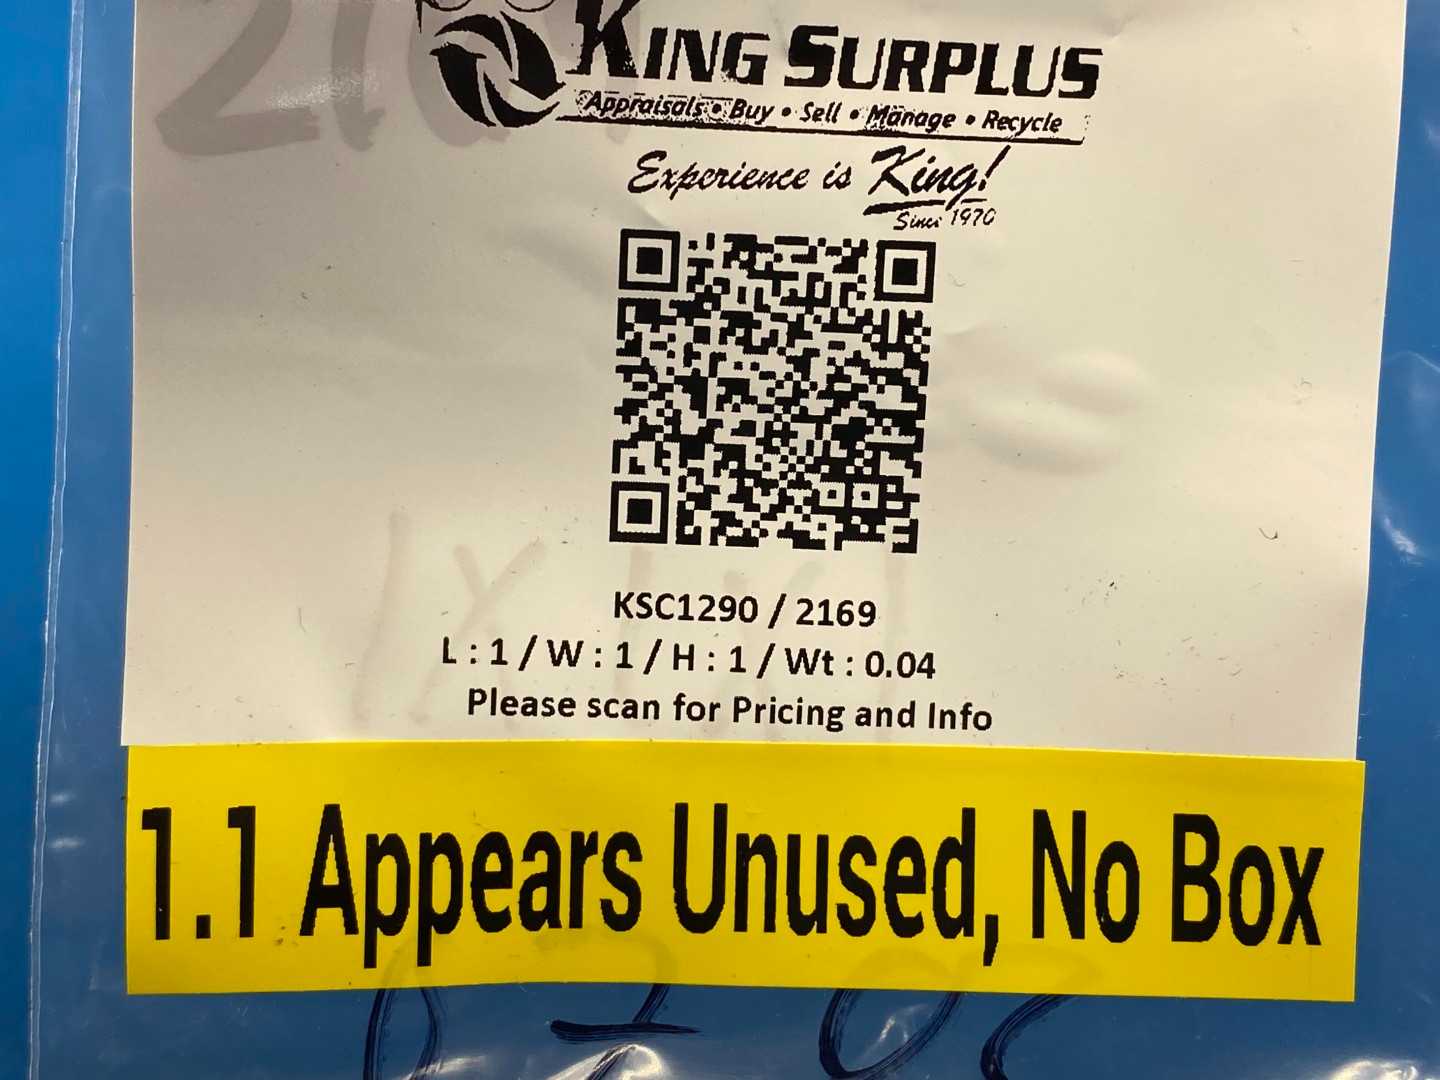 KING SURPLUS
Appraisals • Buy • Sell • Manage • Recycle
Experience is King!
Since 1970
KSC1290 / 2169
L : 1 / W : 1 / H : 1 / Wt : 0.04
Please scan for Pricing and Info
1.1 Appears Unused, No Box